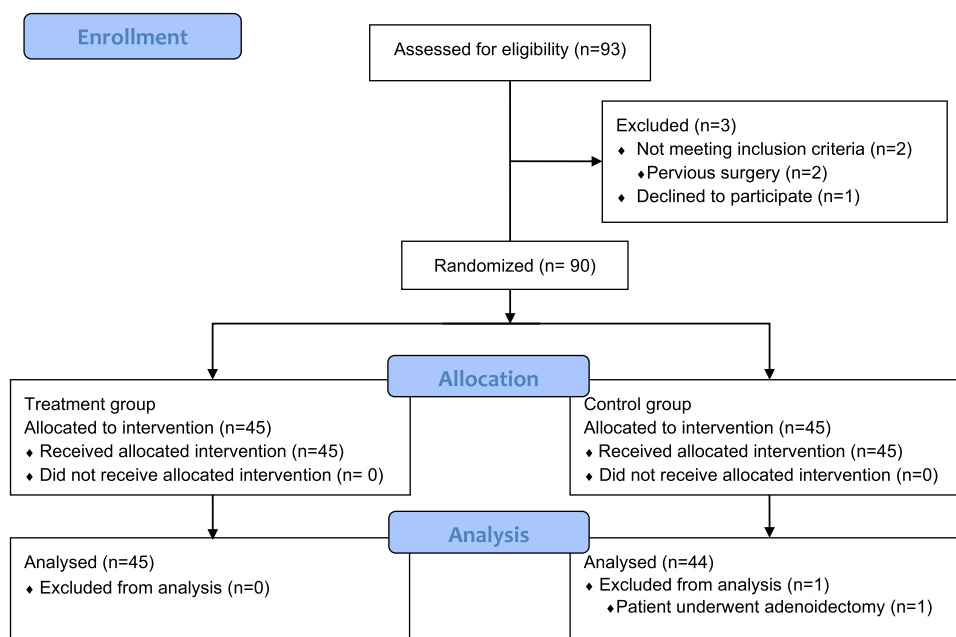 Enrollment
Assessed for eligibility (n=93)
Excluded (n=3)
♦ Not meeting inclusion criteria (n=2)
♦Pervious surgery (n=2)
♦ Declined to participate (n=1)
Randomized (n= 90)
Allocation
Treatment group
Allocated to intervention (n=45)
♦ Received allocated intervention (n=45)
♦ Did not receive allocated intervention (n= 0)
Control group
Allocated to intervention (n=45)
♦ Received allocated intervention (n=45)
♦ Did not receive allocated intervention (n=0)
Analysis
Analysed (n=45)
♦ Excluded from analysis (n=0)
Analysed (n=44)
♦ Excluded from analysis (n=1)
♦Patient underwent adenoidectomy (n=1)